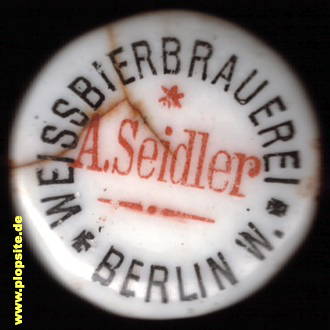 WEISSBIERBRAUEREI
A.Seidler
* BERLIN W. *
www.plopsite.de